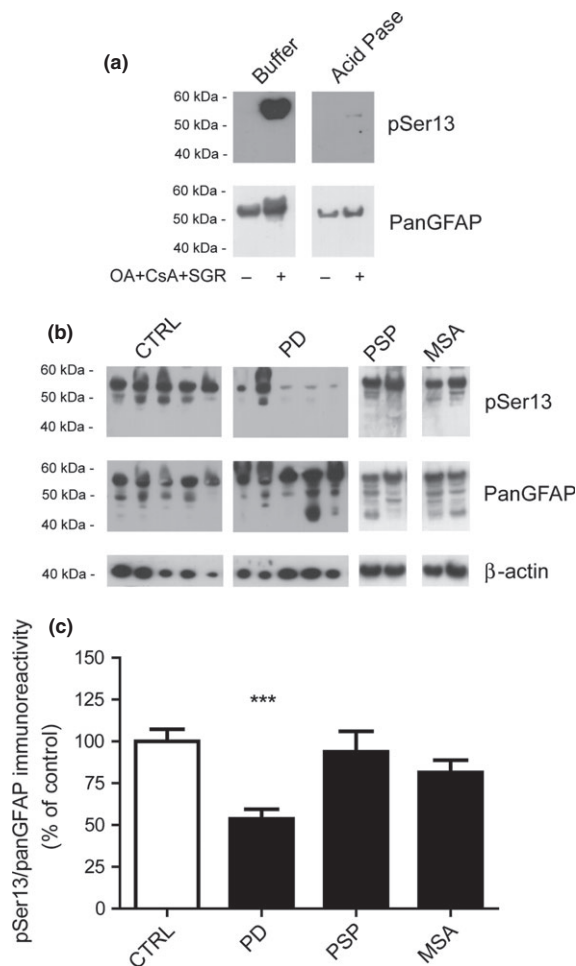 (a)
Buffer
Acid Pase
60 kDa -
50 kDa -
40 kDa -
pSer13
60 kDa -
50 kDa -
40 kDa -
PanGFAP
OA+CsA+SGR – + – +
(b)
CTRL
PD
PSP
MSA
60 kDa -
50 kDa -
40 kDa -
pSer13
60 kDa -
50 kDa -
40 kDa -
PanGFAP
40 kDa -
β-actin
(c)
pSer13/panGFAP immunoreactivity
(% of control)
150
125
100
75
50
25
0
***
CTRL
PD
PSP
MSA